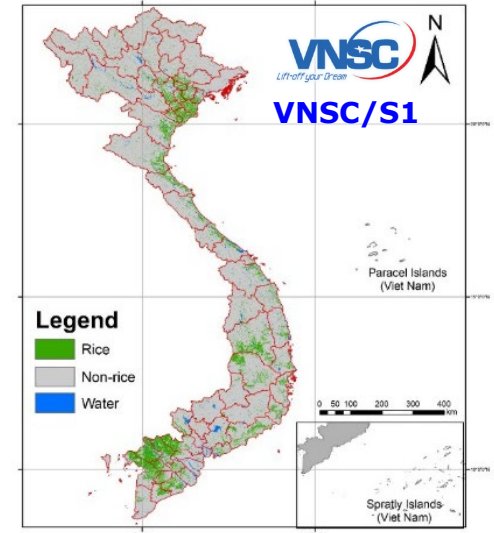 N
VNSC
Lift-off your Dream
VNSC/S1
Paracel Islands
(Viet Nam)
Legend
Rice
Non-rice
Water
0 50 100 200 300 400
km
Spratly Islands
(Viet Nam)